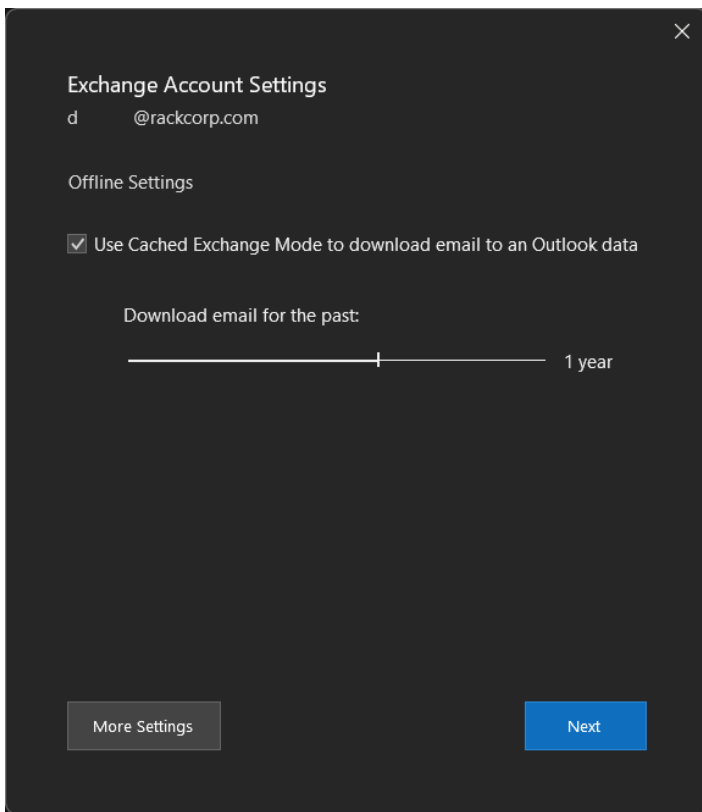 Exchange Account Settings
d @rackcorp.com
Offline Settings
Use Cached Exchange Mode to download email to an Outlook data
Download email for the past:
1 year
More Settings
Next